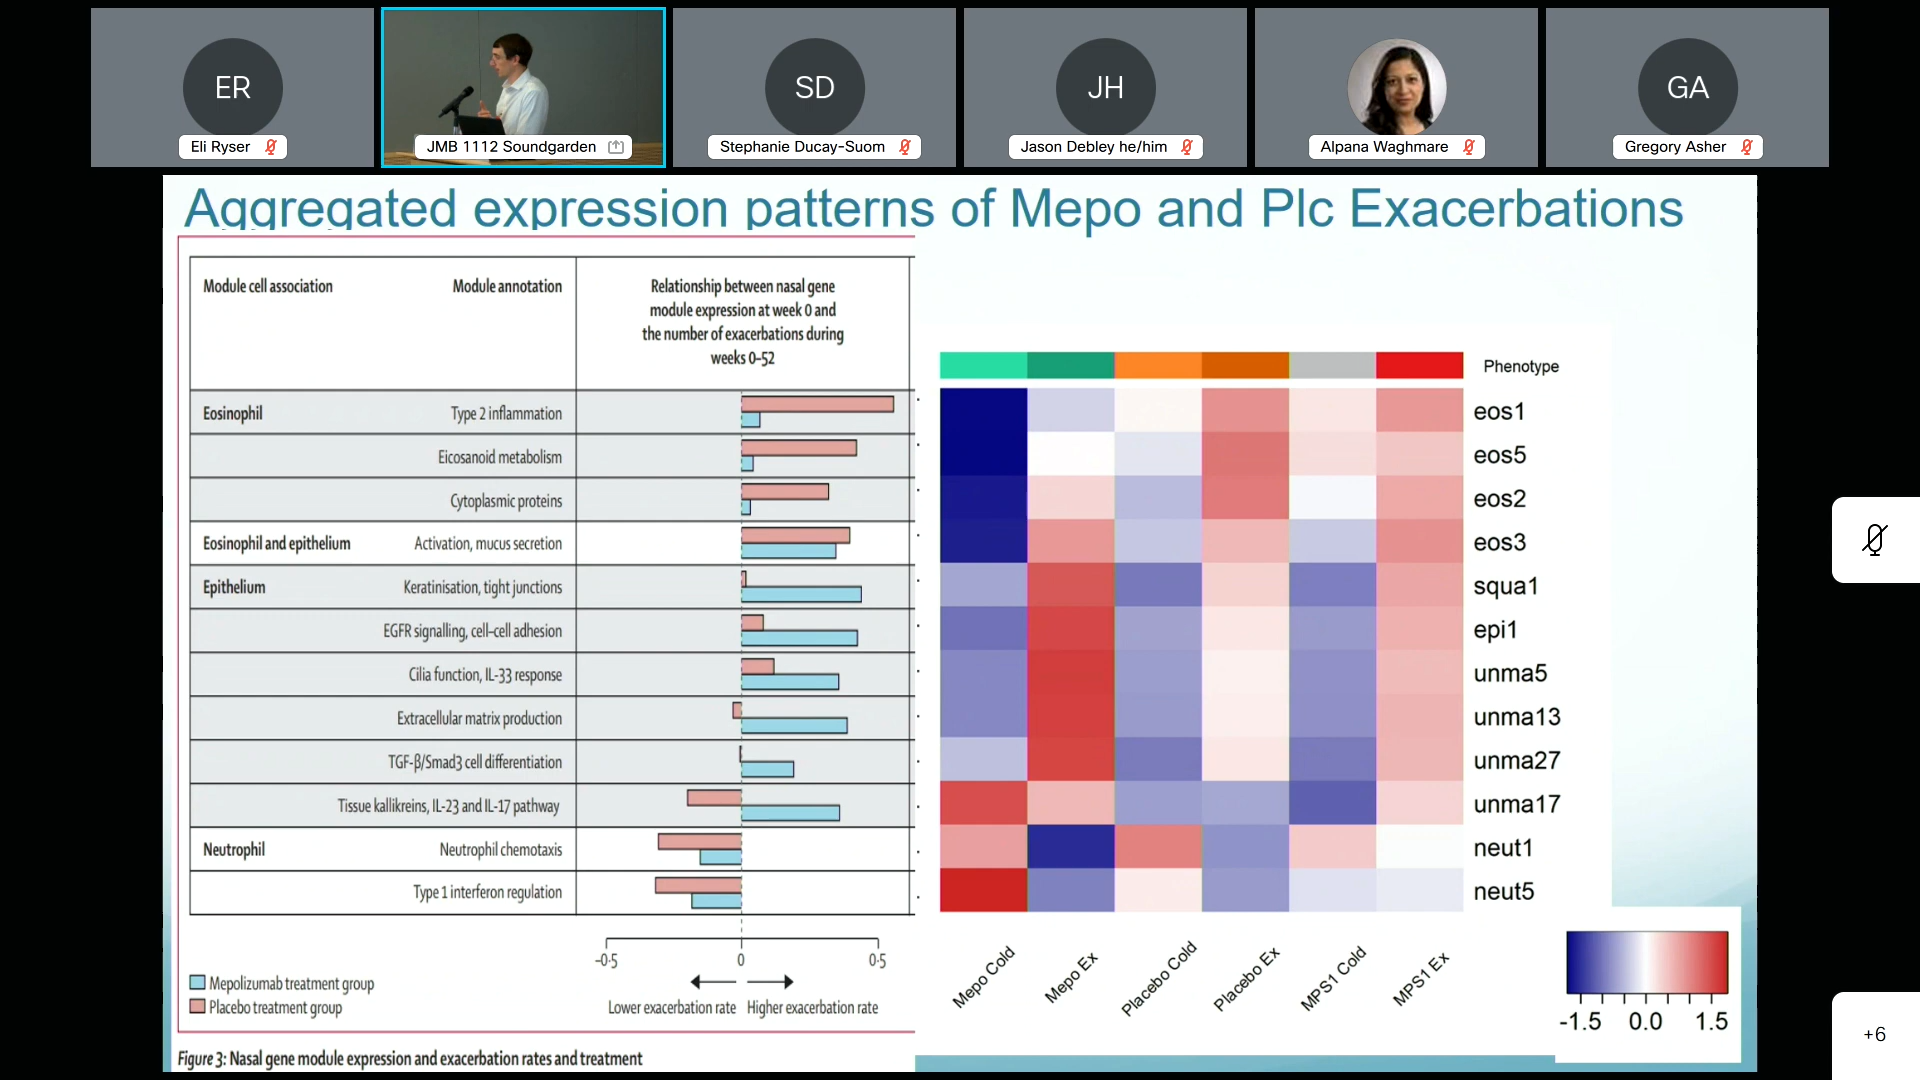 ER
Eli Ryser
JMB 1112 Soundgarden
SD
Stephanie Ducay-Suom
JH
Jason Debley he/him
Alpana Waghmare
GA
Gregory Asher
Aggregated expression patterns of Mepo and Plc Exacerbations
Module cell association
Module annotation
Relationship between nasal gene
module expression at week 0 and
the number of exacerbations during
weeks 0–52
Eosinophil
Type 2 inflammation
Eicosanoid metabolism
Cytoplasmic proteins
Eosinophil and epithelium
Activation, mucus secretion
Epithelium
Keratinisation, tight junctions
EGFR signalling, cell–cell adhesion
Cilia function, IL-33 response
Extracellular matrix production
TGF-β/Smad3 cell differentiation
Tissue kallikreins, IL-23 and IL-17 pathway
Neutrophil
Neutrophil chemotaxis
Type 1 interferon regulation
–0·5
0
0·5
Lower exacerbation rate
Higher exacerbation rate
Mepolizumab treatment group
Placebo treatment group
Figure 3: Nasal gene module expression and exacerbation rates and treatment
Phenotype
eos1
eos5
eos2
eos3
squa1
epi1
unma5
unma13
unma27
unma17
neut1
neut5
Mepo Cold
Mepo Ex
Placebo Cold
Placebo Ex
MPS1 Cold
MPS1 Ex
-1.5
0.0
1.5
+6